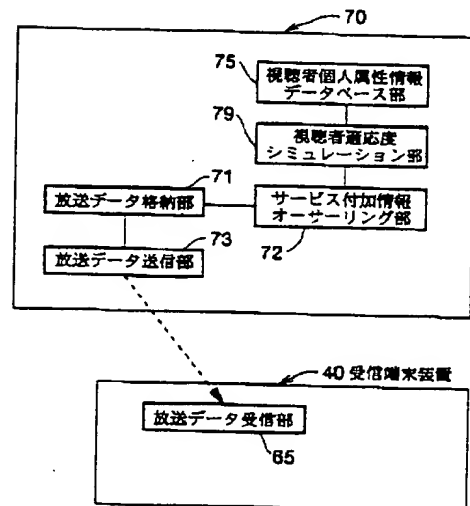 70
75
視聴者個人属性情報
データベース部
79
視聴者適応度
シミュレーション部
71
放送データ格納部
サービス付加情報
オーサリング部
72
73
放送データ送信部
40 受信端末装置
放送データ受信部
65